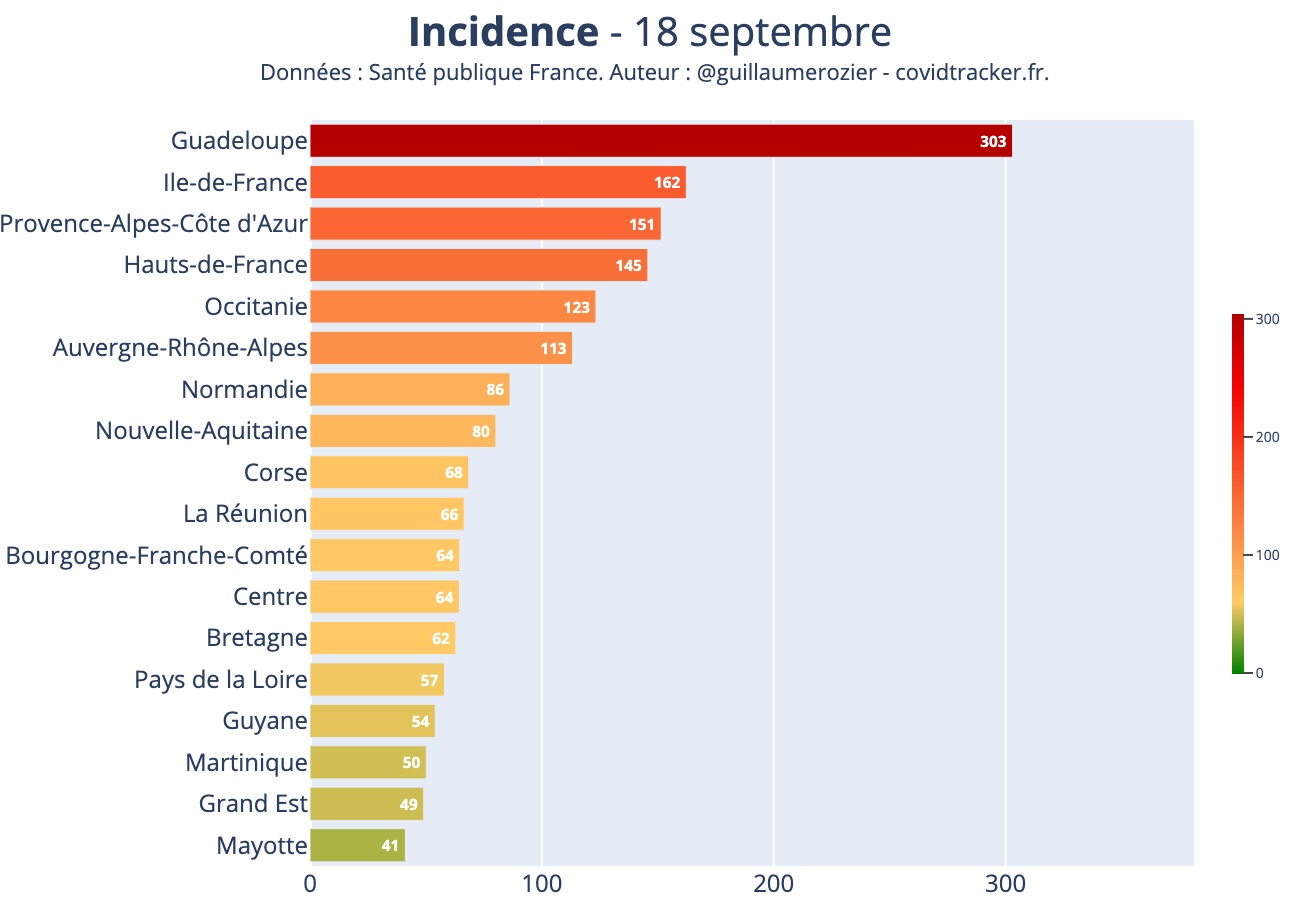 Incidence - 18 septembre
Données : Santé publique France. Auteur : @guillaumerozier - covidtracker.fr.
Guadeloupe 303
Ile-de-France 162
Provence-Alpes-Côte d'Azur 151
Hauts-de-France 145
Occitanie 123
Auvergne-Rhône-Alpes 113
Normandie 86
Nouvelle-Aquitaine 80
Corse 68
La Réunion 66
Bourgogne-Franche-Comté 64
Centre 64
Bretagne 62
Pays de la Loire 57
Guyane 54
Martinique 50
Grand Est 49
Mayotte 41
0 100 200 300
300
200
100
0